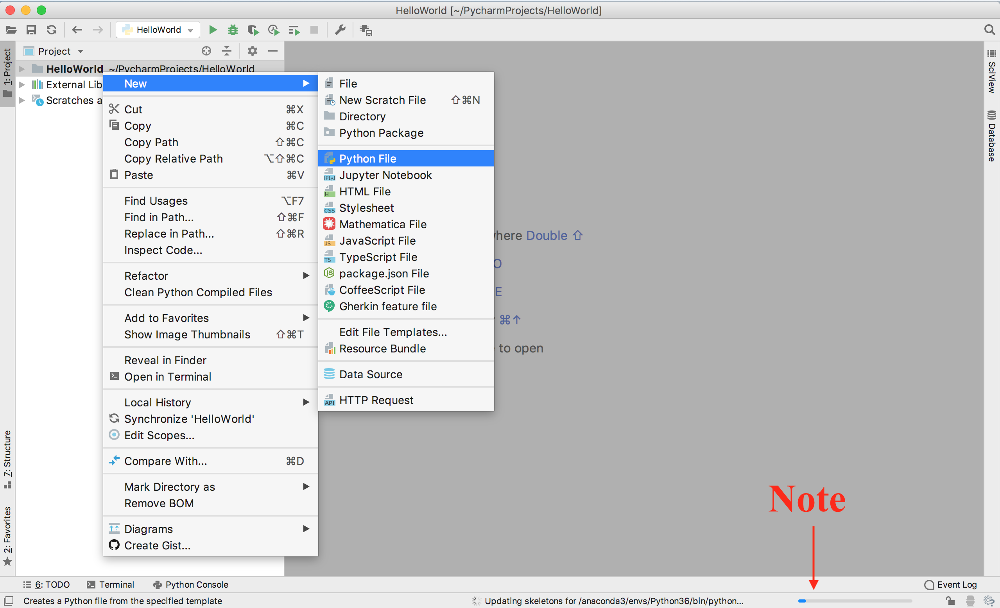 HelloWorld [~/PycharmProjects/HelloWorld]
HelloWorld
1: Project
Project
HelloWorld ~/PycharmProjects/HelloWorld
External Lib
Scratches a
New
Cut ⌘X
Copy ⌘C
Copy Path ⇧⌘C
Copy Relative Path ⌥⇧⌘C
Paste ⌘V
Find Usages ⌥F7
Find in Path... ⇧⌘F
Replace in Path... ⇧⌘R
Inspect Code...
Refactor
Clean Python Compiled Files
Add to Favorites
Show Image Thumbnails ⇧⌘T
Reveal in Finder
Open in Terminal
Local History
Synchronize 'HelloWorld'
Edit Scopes...
Compare With... ⌘D
Mark Directory as
Remove BOM
Diagrams
Create Gist...
File
New Scratch File ⇧⌘N
Directory
Python Package
Python File
IP[y] Jupyter Notebook
H HTML File
CSS Stylesheet
Mathematica File
JS JavaScript File
TS TypeScript File
JS package.json File
CoffeeScript File
Gherkin feature file
Edit File Templates...
Resource Bundle
Data Source
API HTTP Request
here Double ⇧
O
E
⌘↑
to open
SciView
Database
7: Structure
2: Favorites
Note
6: TODO
Terminal
Python Console
Event Log
Creates a Python file from the specified template
Updating skeletons for /anaconda3/envs/Python36/bin/python...